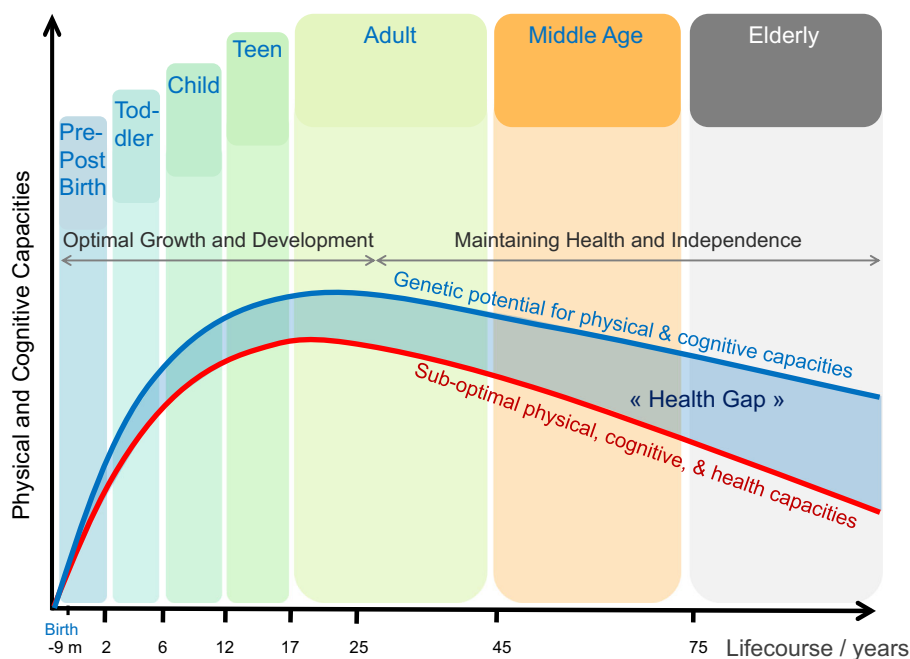 Pre-
Post
Birth
Tod-
dler
Child
Teen
Adult
Middle Age
Elderly
Physical and Cognitive Capacities
Optimal Growth and Development
Maintaining Health and Independence
Genetic potential for physical & cognitive capacities
Sub-optimal physical, cognitive, & health capacities
« Health Gap »
Birth
-9 m 2 6 12 17 25 45 75 Lifecourse / years